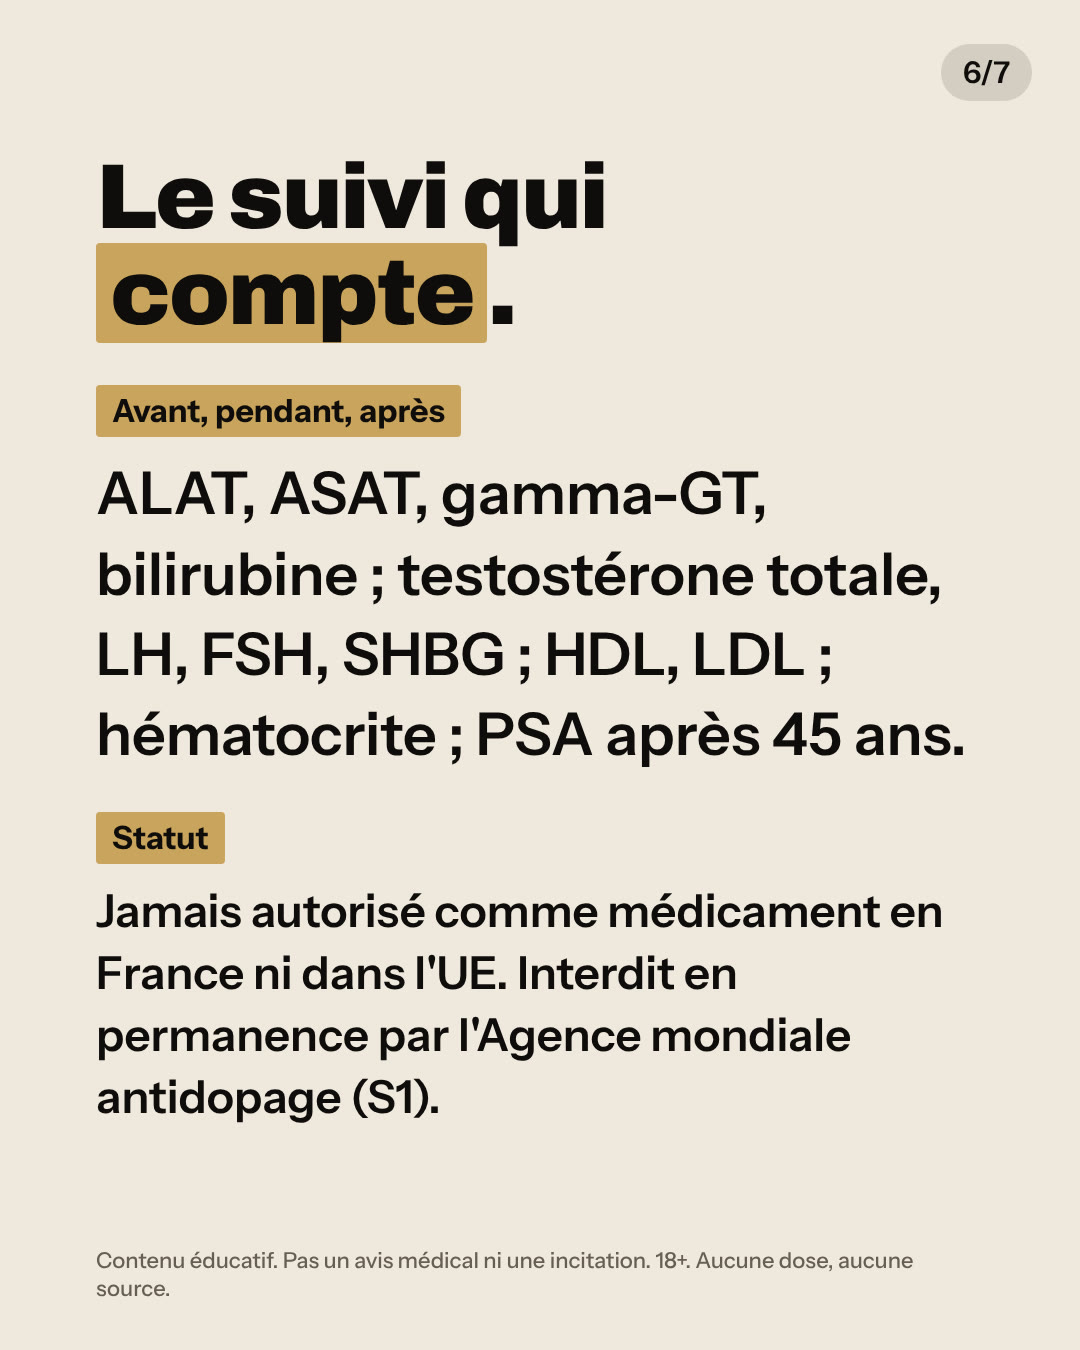 6/7
Le suivi qui
compte.
Avant, pendant, après
ALAT, ASAT, gamma-GT,
bilirubine ; testostérone totale,
LH, FSH, SHBG ; HDL, LDL ;
hématocrite ; PSA après 45 ans.
Statut
Jamais autorisé comme médicament en
France ni dans l'UE. Interdit en
permanence par l'Agence mondiale
antidopage (S1).
Contenu éducatif. Pas un avis médical ni une incitation. 18+. Aucune dose, aucune
source.